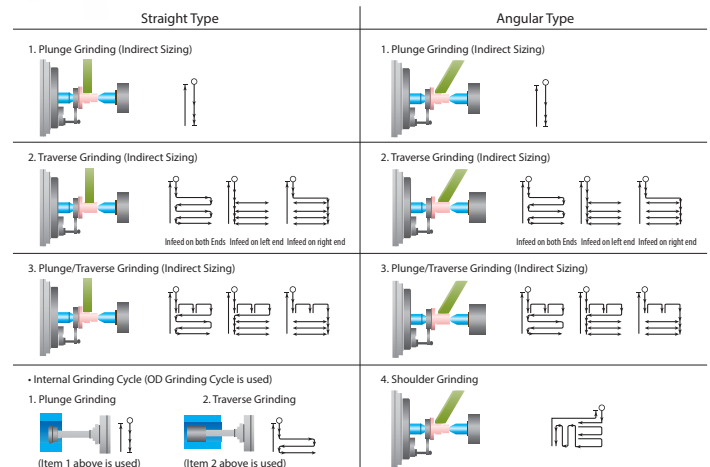 Straight Type
Angular Type
1. Plunge Grinding (Indirect Sizing)
1. Plunge Grinding (Indirect Sizing)
2. Traverse Grinding (Indirect Sizing)
2. Traverse Grinding (Indirect Sizing)
Infeed on both Ends Infeed on left end Infeed on right end
Infeed on both Ends Infeed on left end Infeed on right end
3. Plunge/Traverse Grinding (Indirect Sizing)
3. Plunge/Traverse Grinding (Indirect Sizing)
• Internal Grinding Cycle (OD Grinding Cycle is used)
4. Shoulder Grinding
1. Plunge Grinding
2. Traverse Grinding
(Item 1 above is used)
(Item 2 above is used)